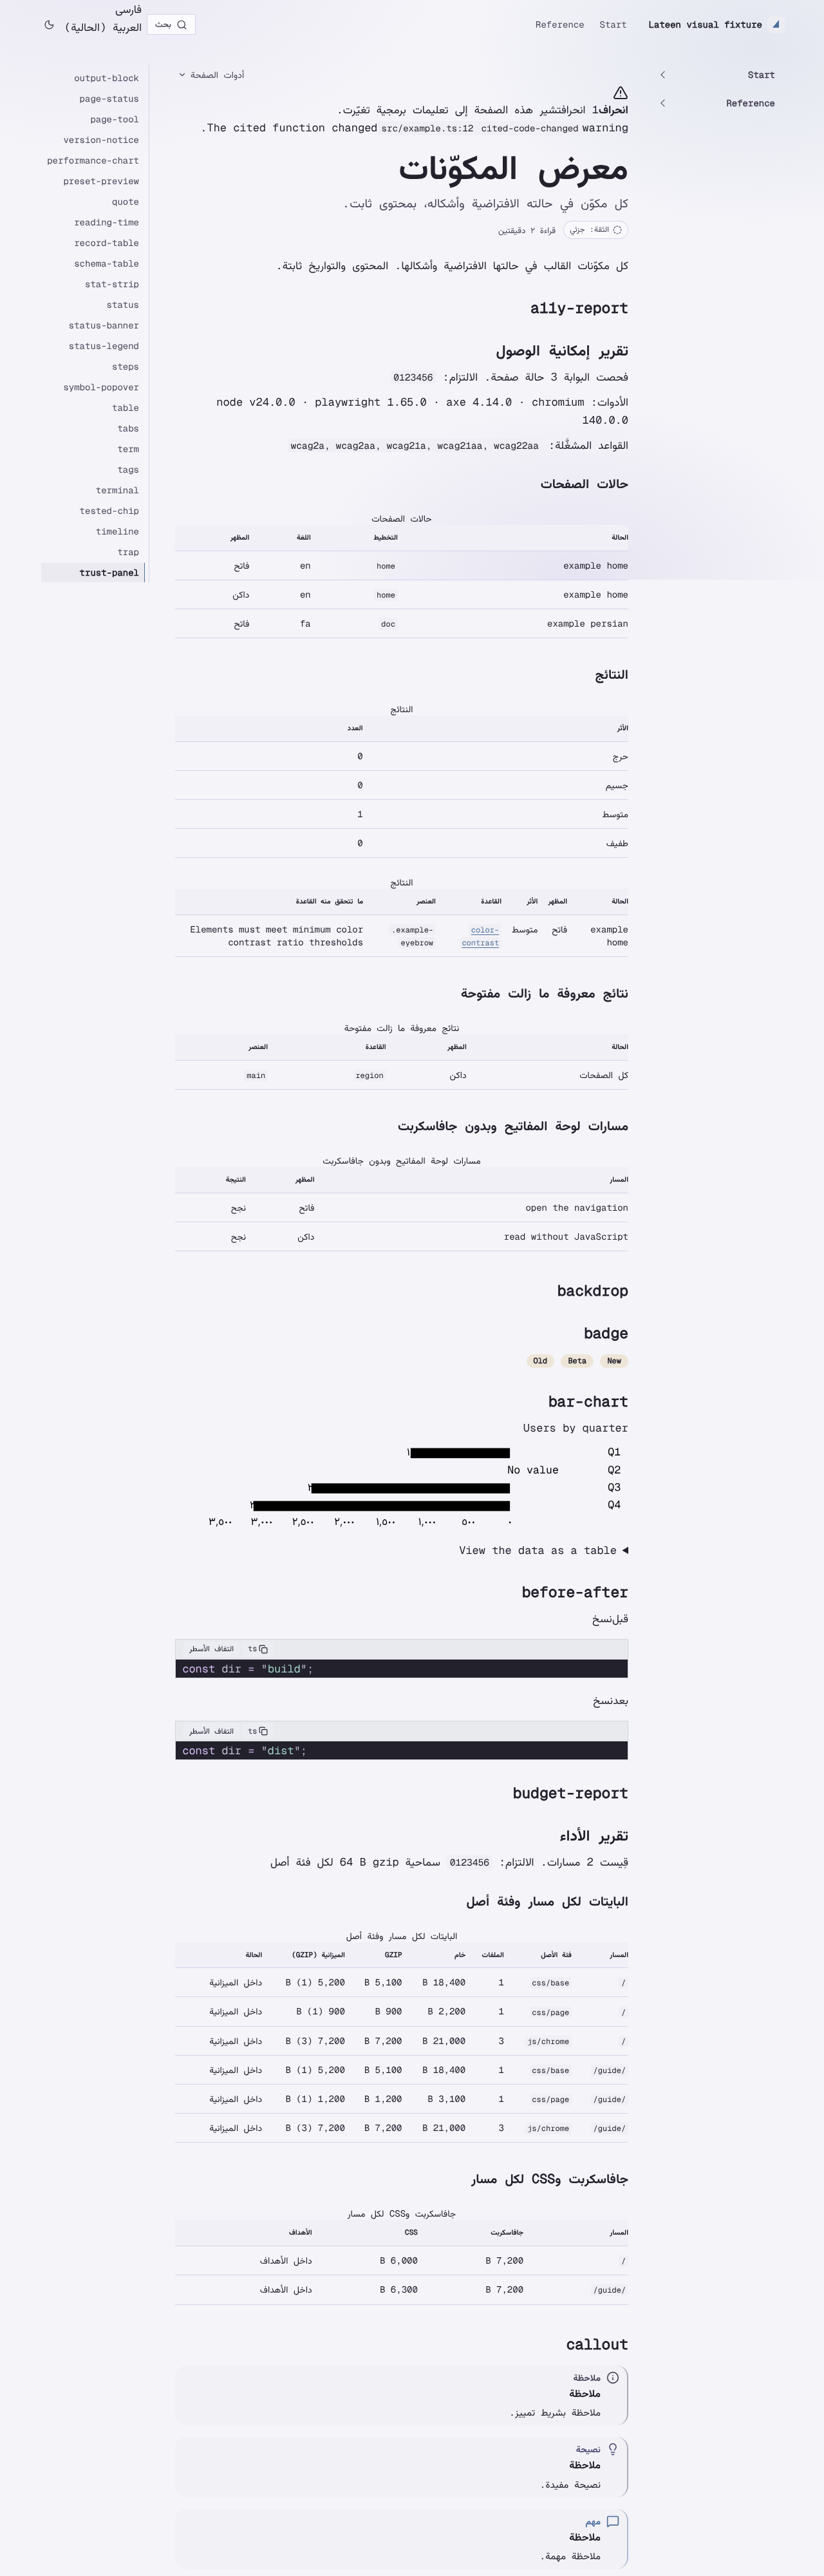 Lateen visual fixture
Start
Reference
بحث
فارسی
العربية (الحالية)
Start
Reference
أدوات الصفحة
انحراف1 انحرافتشير هذه الصفحة إلى تعليمات برمجية تغيّرت.
warning cited-code-changed src/example.ts:12 The cited function changed.
معرض المكوّنات
كل مكوّن في حالته الافتراضية وأشكاله، بمحتوى ثابت.
الثقة: جزئي
قراءة ٢ دقيقتين
كل مكوّنات القالب في حالتها الافتراضية وأشكالها. المحتوى والتواريخ ثابتة.
a11y-report
تقرير إمكانية الوصول
فحصت البوابة 3 حالة صفحة. الالتزام: 0123456
الأدوات: node v24.0.0 · playwright 1.65.0 · axe 4.14.0 · chromium
140.0.0
القواعد المشغَّلة: wcag2a, wcag2aa, wcag21a, wcag21aa, wcag22aa
حالات الصفحات
حالات الصفحات
الحالة التخطيط اللغة المظهر
example home home en فاتح
example home home en داكن
example persian doc fa فاتح
النتائج
النتائج
الأثر العدد
حرج 0
جسيم 0
متوسط 1
طفيف 0
النتائج
الحالة المظهر الأثر القاعدة العنصر ما تتحقق منه القاعدة
example home فاتح متوسط color-contrast .example-eyebrow Elements must meet minimum color contrast ratio thresholds
نتائج معروفة ما زالت مفتوحة
نتائج معروفة ما زالت مفتوحة
الحالة المظهر القاعدة العنصر
كل الصفحات داكن region main
مسارات لوحة المفاتيح وبدون جافاسكربت
مسارات لوحة المفاتيح وبدون جافاسكربت
المسار المظهر النتيجة
open the navigation فاتح نجح
read without JavaScript داكن نجح
backdrop
badge
New Beta Old
bar-chart
Users by quarter
Q1 ١
Q2 No value
Q3
Q4
٠ ٥٠٠ ١٬٠٠٠ ١٬٥٠٠ ٢٬٠٠٠ ٢٬٥٠٠ ٣٬٠٠٠ ٣٬٥٠٠
View the data as a table
before-after
قبل‌نسخ
ts التفاف الأسطر
const dir = "build";
بعدنسخ
ts التفاف الأسطر
const dir = "dist";
budget-report
تقرير الأداء
قِيست 2 مسارات. الالتزام: 0123456 سماحية 64 B gzip لكل فئة أصل
البايتات لكل مسار وفئة أصل
البايتات لكل مسار وفئة أصل
المسار فئة الأصل الملفات خام GZIP الميزانية (GZIP) الحالة
/ css/base 1 18,400 B 5,100 B 5,200 B (1) داخل الميزانية
/ css/page 1 2,200 B 900 B 900 B (1) داخل الميزانية
/ js/chrome 3 21,000 B 7,200 B 7,200 B (3) داخل الميزانية
/guide/ css/base 1 18,400 B 5,100 B 5,200 B (1) داخل الميزانية
/guide/ css/page 1 3,100 B 1,200 B 1,200 B (1) داخل الميزانية
/guide/ js/chrome 3 21,000 B 7,200 B 7,200 B (3) داخل الميزانية
جافاسكربت وCSS لكل مسار
جافاسكربت وCSS لكل مسار
المسار جافاسكربت CSS الأهداف
/ 7,200 B 6,000 B داخل الأهداف
/guide/ 7,200 B 6,300 B داخل الأهداف
callout
ملاحظة
ملاحظة
ملاحظة بشريط تمييز.
نصيحة
ملاحظة
نصيحة مفيدة.
مهم
ملاحظة
ملاحظة مهمة.
output-block
page-status
page-tool
version-notice
performance-chart
preset-preview
quote
reading-time
record-table
schema-table
stat-strip
status
status-banner
status-legend
steps
symbol-popover
table
tabs
term
tags
terminal
tested-chip
timeline
trap
trust-panel